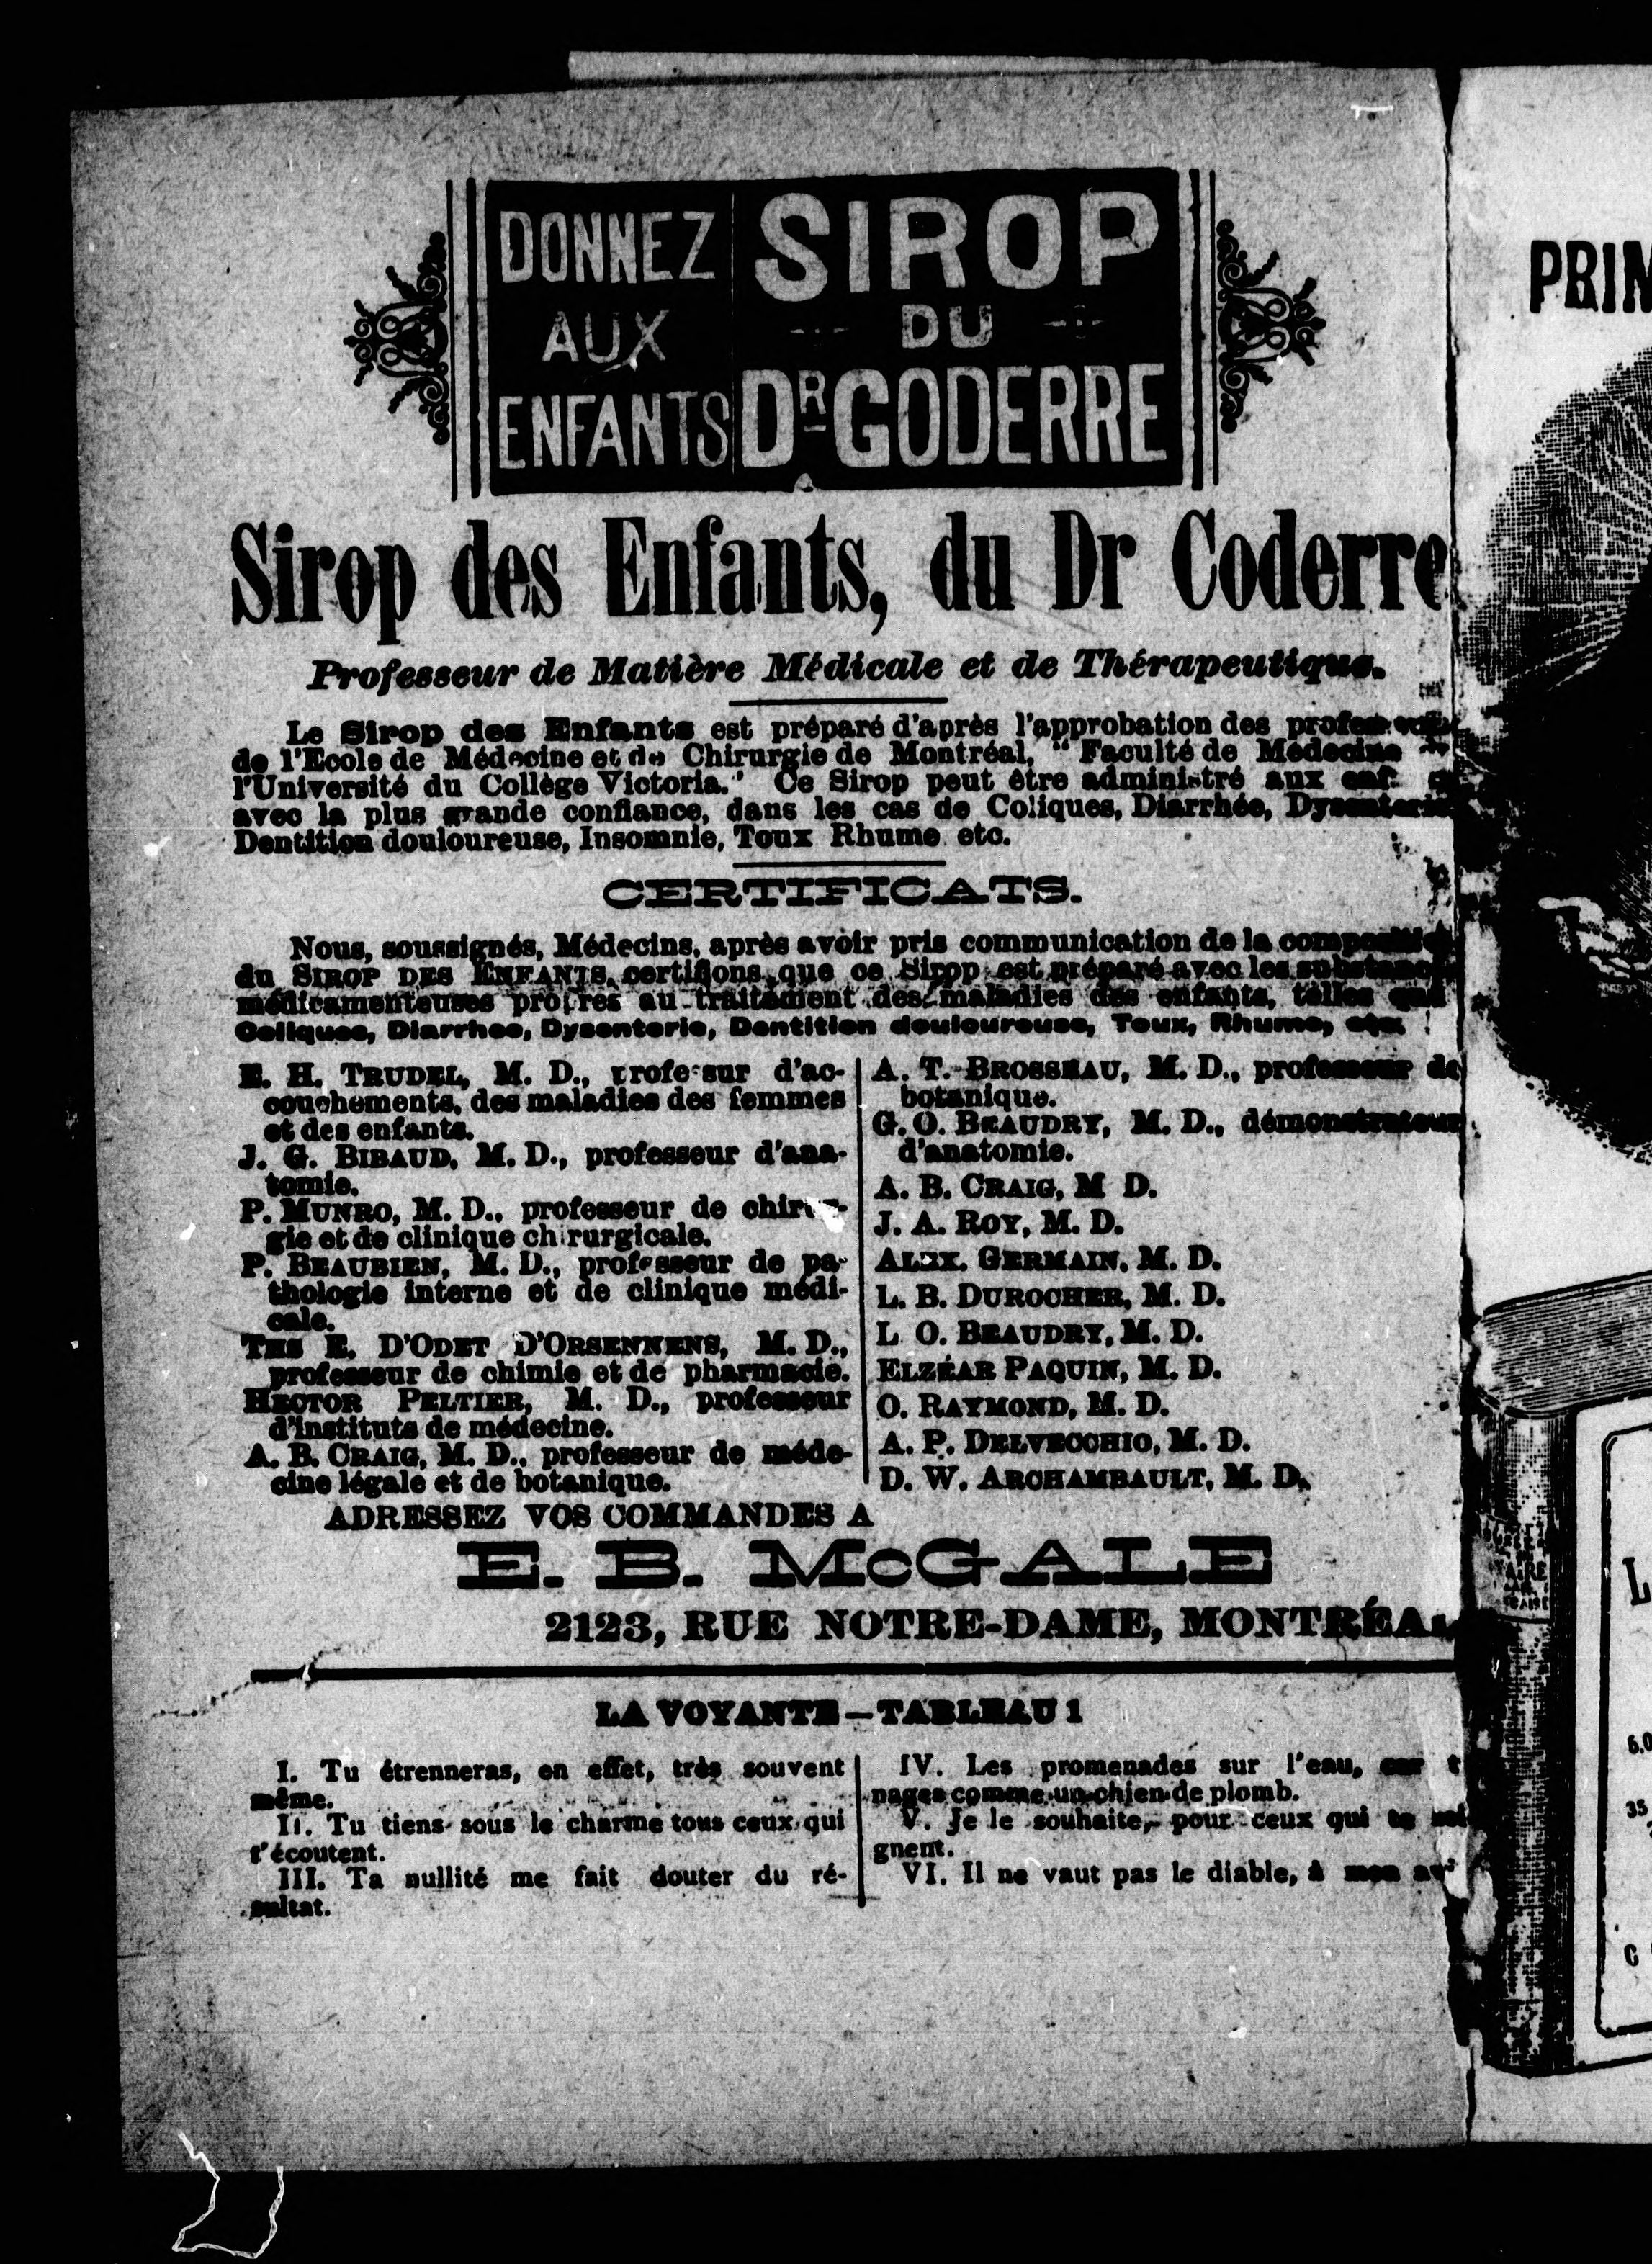 DONNEZ
AUX
ENFANTS
SIROP
DU
DR GODERRE
Sirop des Enfants, du Dr Coderre
Professeur de Matière Médicale et de Thérapeutique.
Le Sirop des Enfants est préparé d'après l'approbation des
de l'Ecole de Médecine et de Chirurgie de Montréal, "Faculté de Médecine
l'Université du Collège Victoria." Ce Sirop peut être administré aux
avec la plus grande confiance, dans les cas de Coliques, Diarrhée, Dysenterie
Dentition douloureuse, Insomnie, Toux Rhume etc.
CERTIFICATS.
Nous, soussignés, Médecins, après avoir pris communication de la
du SIROP DES ENFANTS, certifions que ce Sirop est préparé avec les
médicamenteuses propres au traitement des maladies des enfants, telles que
Coliques, Diarrhee, Dysenterie, Dentition douloureuse, Toux, Rhume, etc
E. H. TRUDEL, M. D., profe sur d'ac-
couchements, des maladies des femmes
et des enfants.
J. G. BIBAUD, M. D., professeur d'ana-
tomie.
P. MUNRO, M. D., professeur de chirur-
gie et de clinique chirurgicale.
P. BEAUBIEN, M. D., professeur de pa-
thologie interne et de clinique médi-
cale.
THS E. D'ODET D'ORSENNENS, M. D.,
professeur de chimie et de pharmacie.
HECTOR PELTIER, M. D., professeur
d'instituts de médecine.
A. B. CRAIG, M. D., professeur de méde-
cine légale et de botanique.
A. T. BROSSEAU, M. D., professeur de
botanique.
G. O. BEAUDRY, M. D., démonstrateur
d'anatomie.
A. B. CRAIG, M D.
J. A. ROY, M. D.
ALEX. GERMAIN, M. D.
L. B. DUROCHER, M. D.
L O. BEAUDRY, M. D.
ELZÉAR PAQUIN, M. D.
O. RAYMOND, M. D.
A. P. DELVECCHIO, M. D.
D. W. ARCHAMBAULT, M. D.
ADRESSEZ VOS COMMANDES A
E. B. McGALE
2123, RUE NOTRE-DAME, MONTRÉAL
LA VOYANTE—TABLEAU 1
I. Tu étrenneras, en effet, très souvent
même.
II. Tu tiens sous le charme tous ceux qui
t'écoutent.
III. Ta nullité me fait douter du ré-
sultat.
IV. Les promenades sur l'eau, car t
nages comme un chien de plomb.
V. Je le souhaite, pour ceux qui te soi
gnent.
VI. Il ne vaut pas le diable, à mon
PRIM